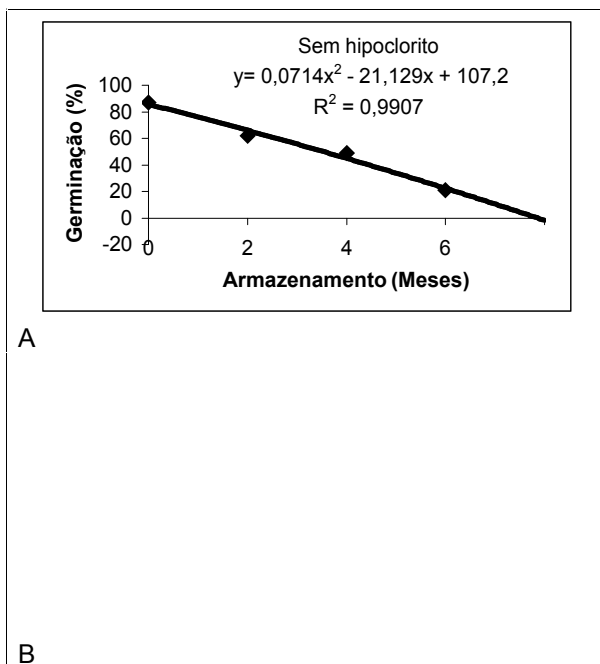 Sem hipoclorito
y= 0,0714x² - 21,129x + 107,2
R² = 0,9907
Germinação (%)
100
80
60
40
20
0
-20
0 2 4 6
Armazenamento (Meses)
A
B